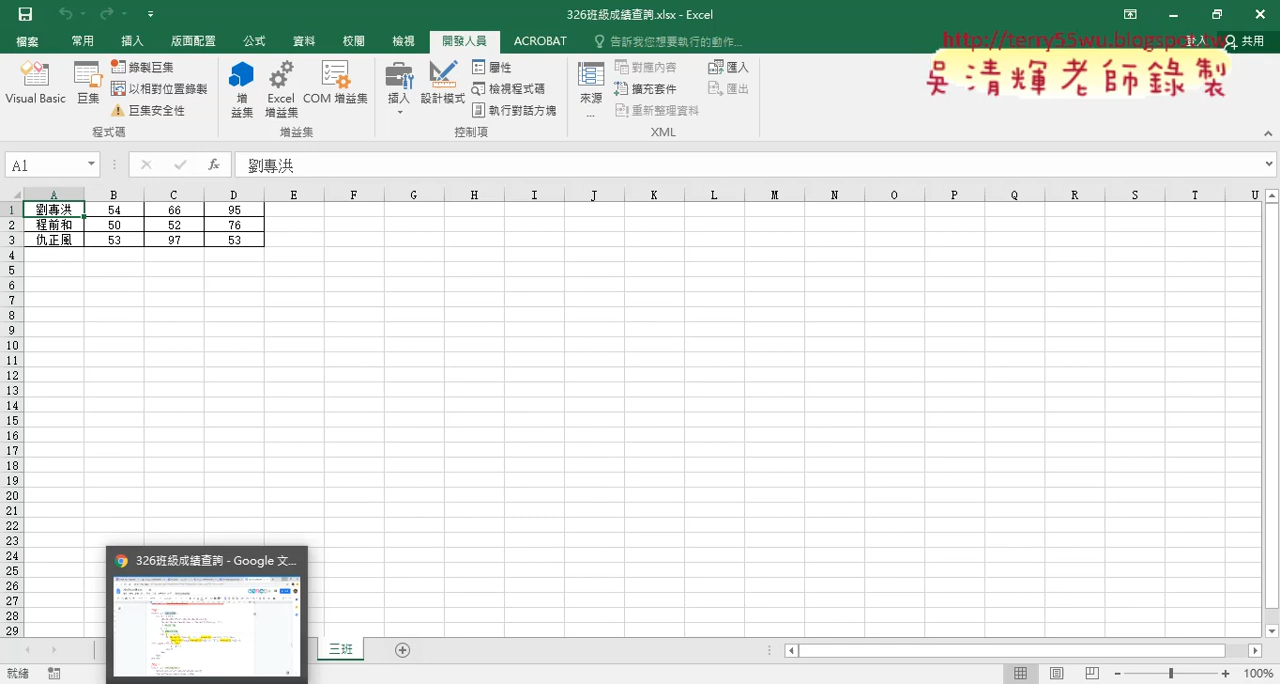 326班級成績查詢.xlsx - Excel
檔案 常用 插入 版面配置 公式 資料 校閱 檢視 開發人員 ACROBAT 告訴我您想要執行的動作... 登入 共用
http://terry55wu.blogspot.tw
吳清輝老師錄製
Visual Basic 巨集 錄製巨集 以相對位置錄製 巨集安全性
增益集 Excel 增益集 COM 增益集
插入 設計模式 屬性 檢視程式碼 執行對話方塊
來源... 對應內容 擴充套件 重新整理資料 匯入 匯出
程式碼 增益集 控制項 XML
A1 fx 劉專洪
A B C D E F G H I J K L M N O P Q R S T U
1 劉專洪 54 66 95
2 程前和 50 52 76
3 仇正風 53 97 53
4
5
6
7
8
9
10
11
12
13
14
15
16
17
18
19
20
21
22
23
24
25
26
27
28
29
326班級成績查詢 - Google 文...
三班
就緒 100%